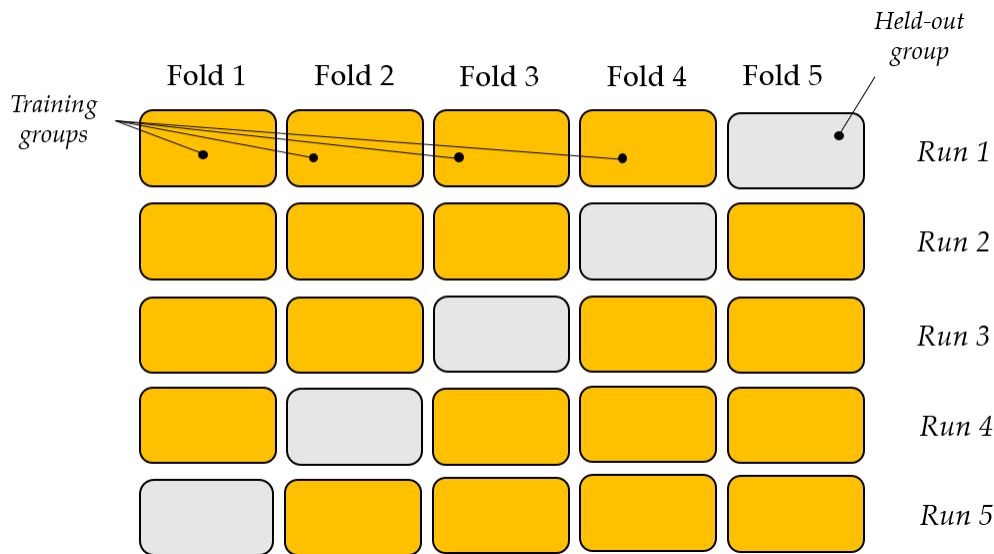 Held-out
group
Fold 1 Fold 2 Fold 3 Fold 4 Fold 5
Training
groups
Run 1
Run 2
Run 3
Run 4
Run 5